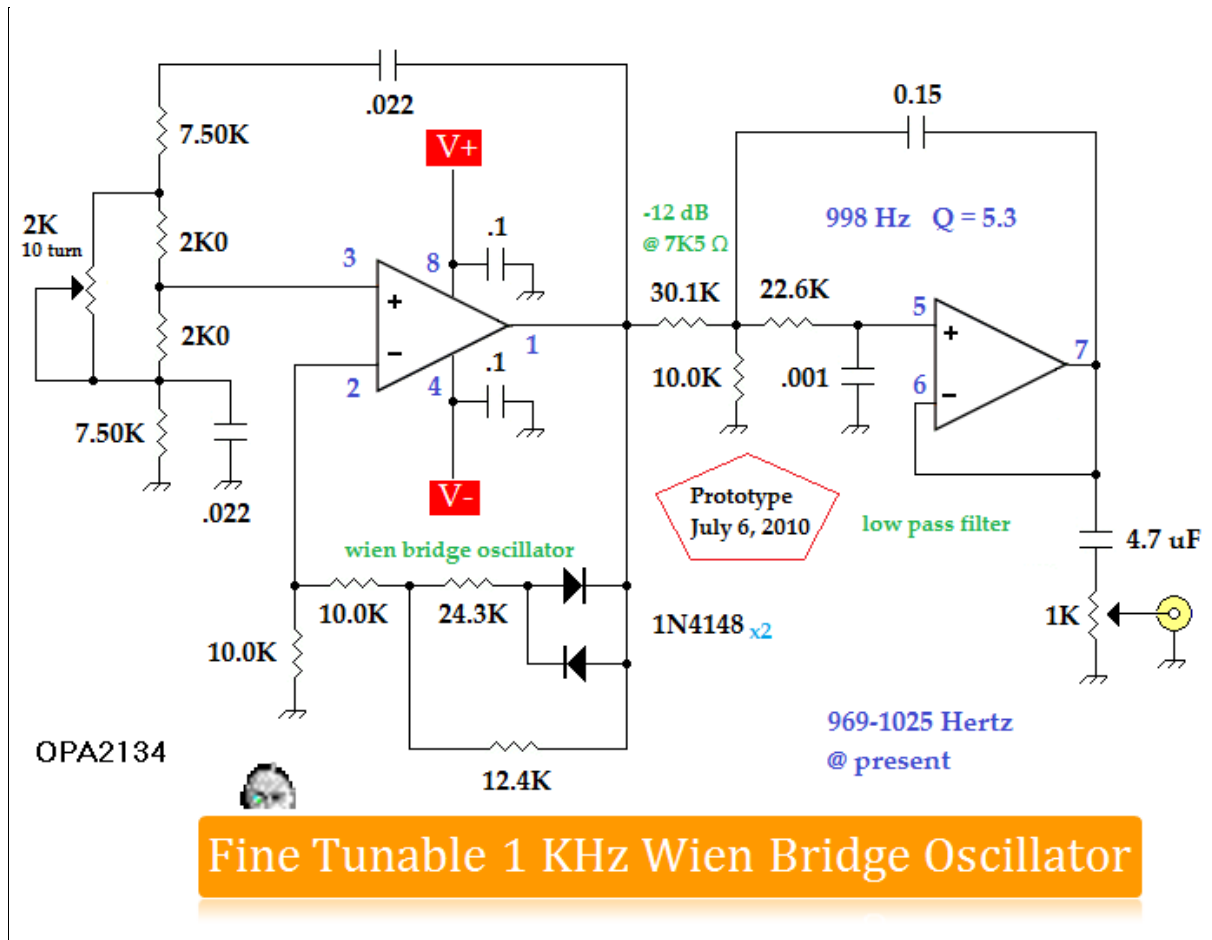 .022
0.15
7.50K
V+
2K
10 turn
2K0
-12 dB
@ 7K5 Ω
998 Hz Q = 5.3
.1
3
8
30.1K
22.6K
5
+
+
2K0
1
7
2
4
.1
10.0K
.001
6
7.50K
.022
V-
Prototype
July 6, 2010
low pass filter
4.7 uF
wien bridge oscillator
10.0K
24.3K
1N4148 x2
1K
10.0K
969-1025 Hertz
@ present
OPA2134
12.4K
Fine Tunable 1 KHz Wien Bridge Oscillator